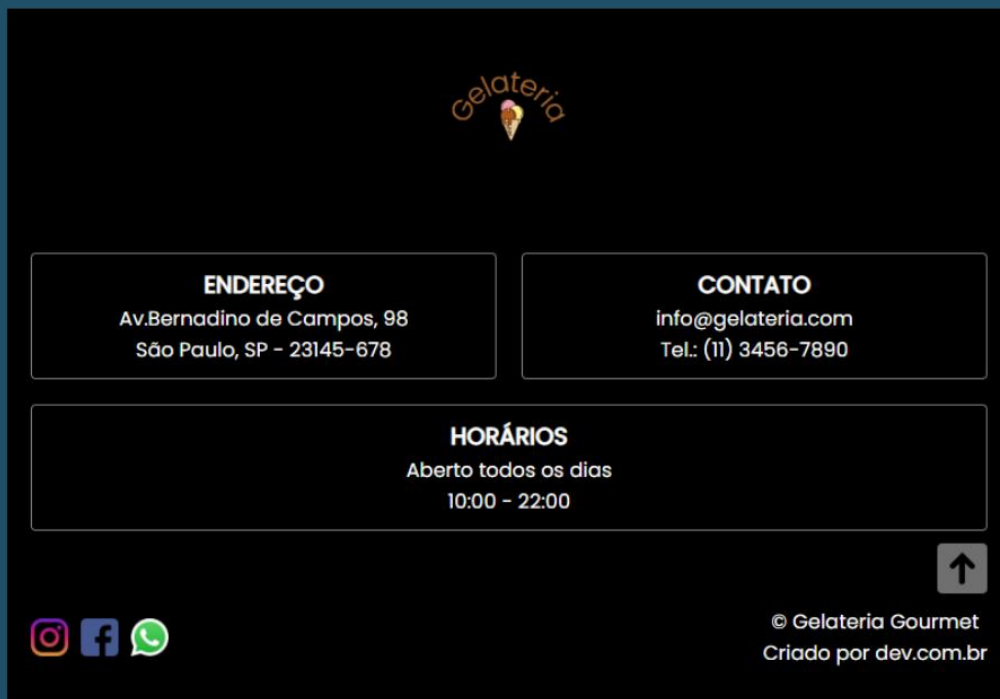 Gelateria
ENDEREÇO
Av.Bernadino de Campos, 98
São Paulo, SP - 23145-678
CONTATO
info@gelateria.com
Tel.: (11) 3456-7890
HORÁRIOS
Aberto todos os dias
10:00 - 22:00
© Gelateria Gourmet
Criado por dev.com.br